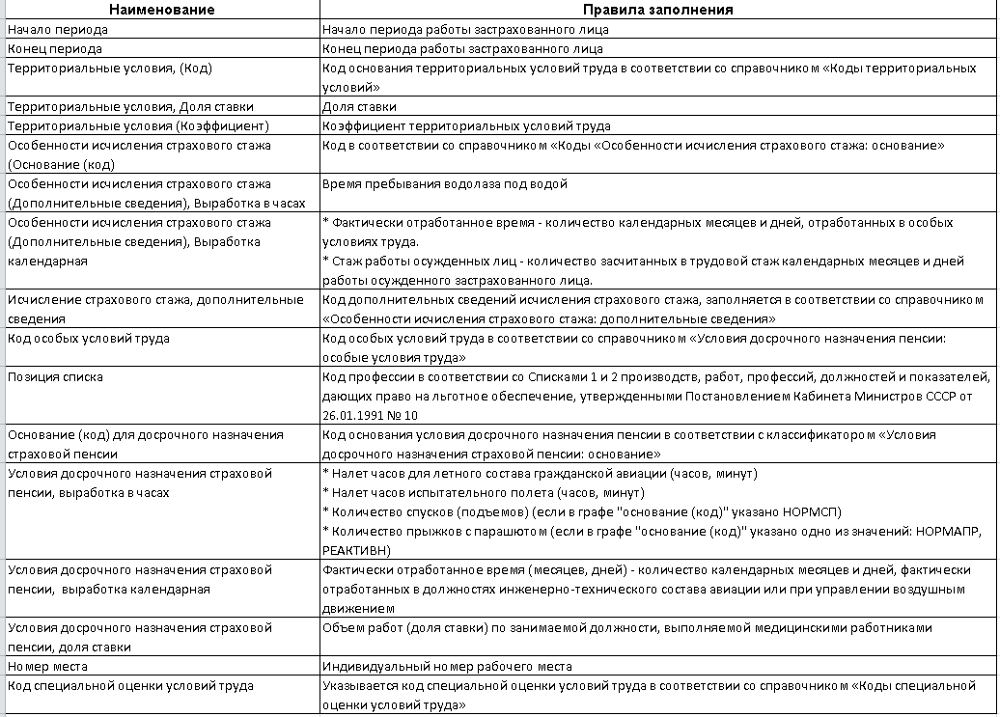 Наименование
Правила заполнения
Начало периода
Начало периода работы застрахованного лица
Конец периода
Конец периода работы застрахованного лица
Территориальные условия, (Код)
Код основания территориальных условий труда в соответствии со справочником «Коды территориальных
условий»
Территориальные условия, Доля ставки
Доля ставки
Территориальные условия (Коэффициент)
Коэффициент территориальных условий труда
Особенности исчисления страхового стажа
(Основание (код)
Код в соответствии со справочником «Коды «Особенности исчисления страхового стажа: основание»
Особенности исчисления страхового стажа
(Дополнительные сведения), Выработка в часах
Время пребывания водолаза под водой
Особенности исчисления страхового стажа
(Дополнительные сведения), Выработка
календарная
* Фактически отработанное время - количество календарных месяцев и дней, отработанных в особых
условиях труда.
* Стаж работы осужденных лиц - количество засчитанных в трудовой стаж календарных месяцев и дней
работы осужденного застрахованного лица.
Исчисление страхового стажа, дополнительные
сведения
Код дополнительных сведений исчисления страхового стажа, заполняется в соответствии со справочником
«Особенности исчисления страхового стажа: дополнительные сведения»
Код особых условий труда
Код особых условий труда в соответствии со справочником «Условия досрочного назначения пенсии:
особые условия труда»
Позиция списка
Код профессии в соответствии со Списками 1 и 2 производств, работ, профессий, должностей и показателей,
дающих право на льготное обеспечение, утвержденными Постановлением Кабинета Министров СССР от
26.01.1991 № 10
Основание (код) для досрочного назначения
страховой пенсии
Код основания условия досрочного назначения пенсии в соответствии с классификатором «Условия
досрочного назначения страховой пенсии: основание»
Условия досрочного назначения страховой
пенсии, выработка в часах
* Налет часов для летного состава гражданской авиации (часов, минут)
* Налет часов испытательного полета (часов, минут)
* Количество спусков (подъемов) (если в графе "основание (код)" указано НОРМСП)
* Количество прыжков с парашютом (если в графе "основание (код)" указано одно из значений: НОРМАПР,
РЕАКТИВН)
Условия досрочного назначения страховой
пенсии, выработка календарная
Фактически отработанное время (месяцев, дней) - количество календарных месяцев и дней, фактически
отработанных в должностях инженерно-технического состава авиации или при управлении воздушным
движением
Условия досрочного назначения страховой
пенсии, доля ставки
Объем работ (доля ставки) по занимаемой должности, выполняемой медицинскими работниками
Номер места
Индивидуальный номер рабочего места
Код специальной оценки условий труда
Указывается код специальной оценки условий труда в соответствии со справочником «Коды специальной
оценки условий труда»